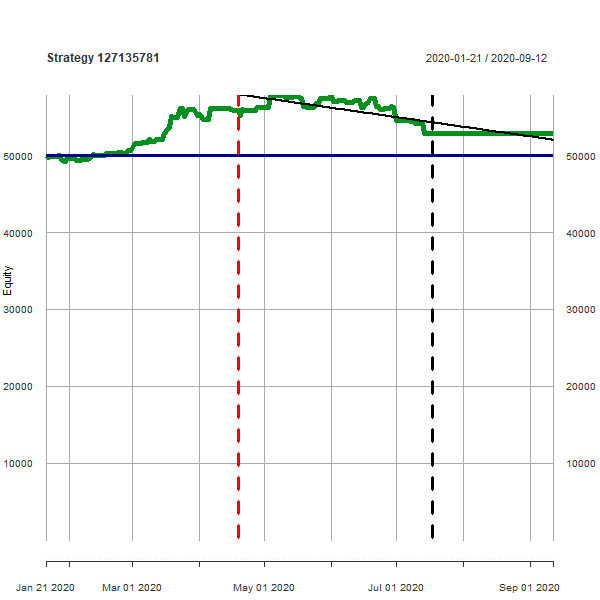 Strategy 127135781
2020-01-21 / 2020-09-12
50000
50000
40000
40000
Equity
30000
30000
20000
20000
10000
10000
Jan 21 2020
Mar 01 2020
May 01 2020
Jul 01 2020
Sep 01 2020